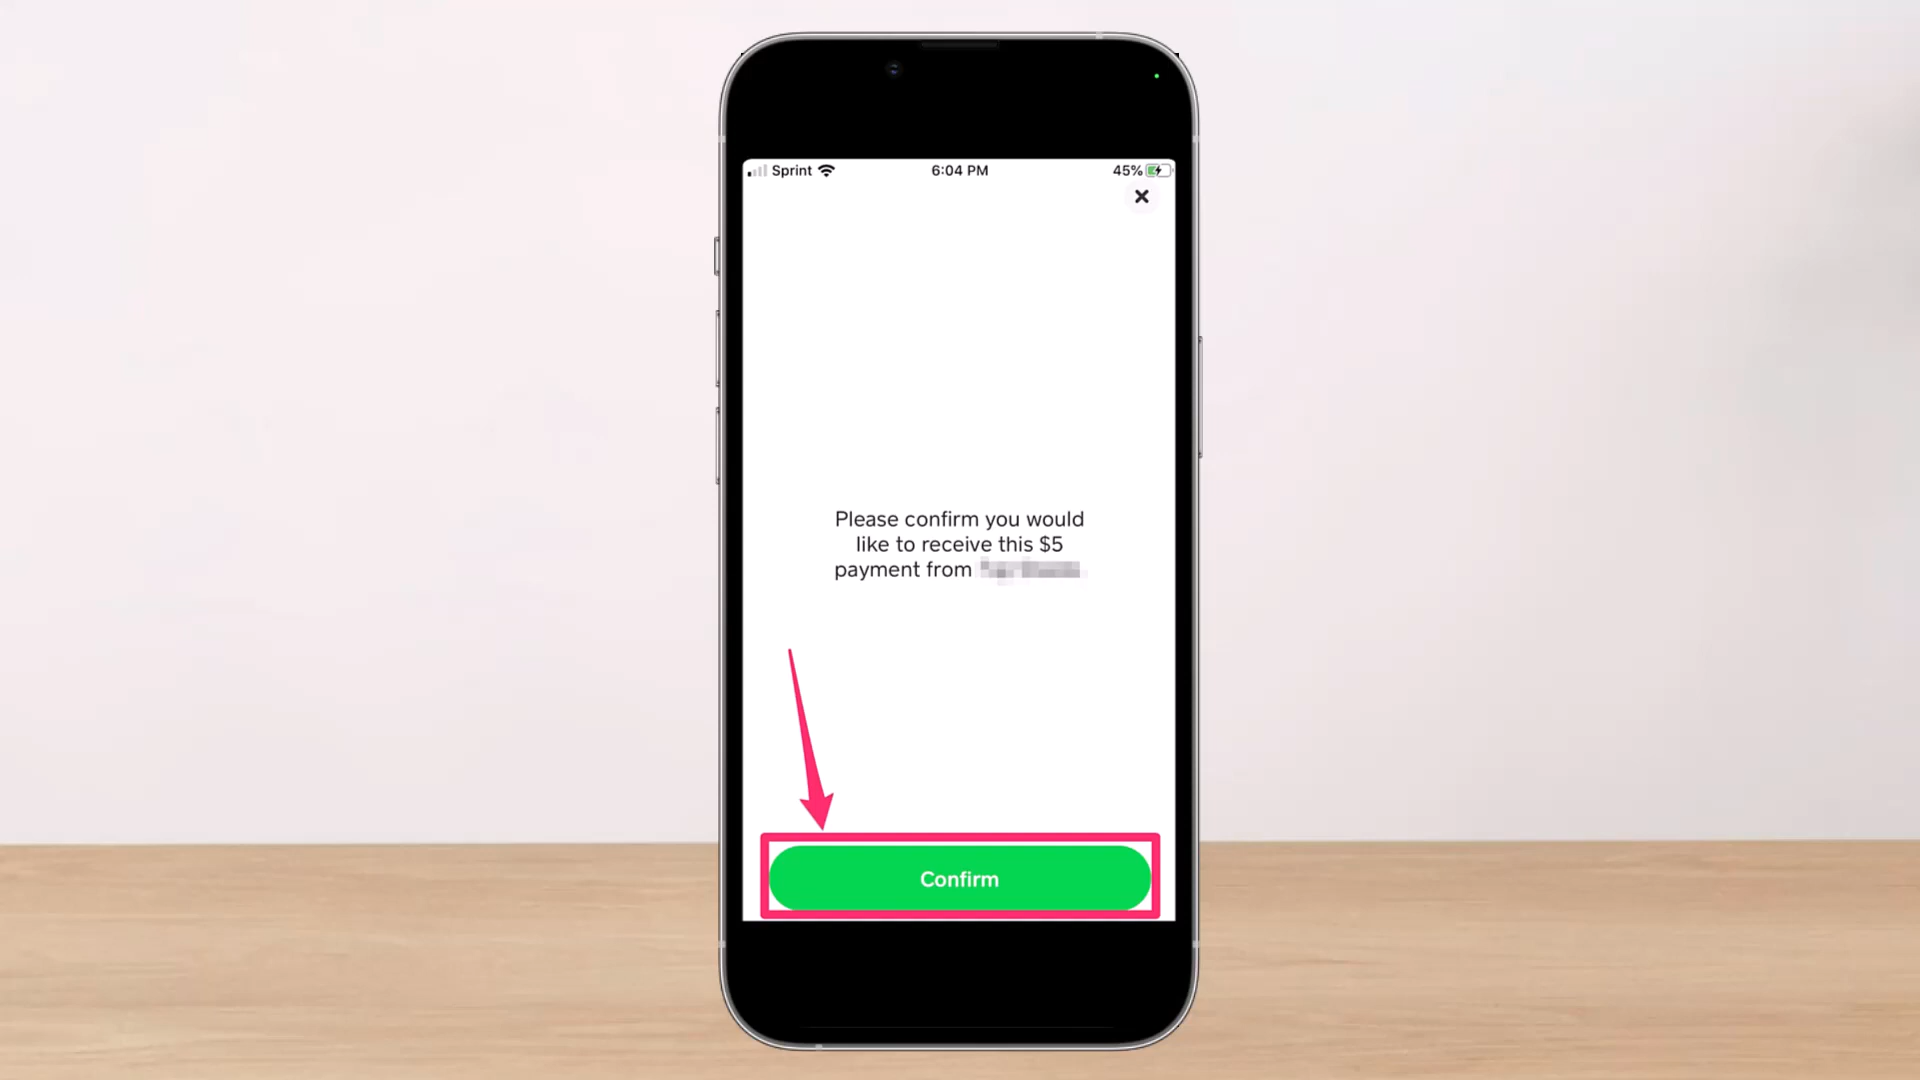 Sprint 6:04 PM 45%
Please confirm you would
like to receive this $5
payment from
Confirm